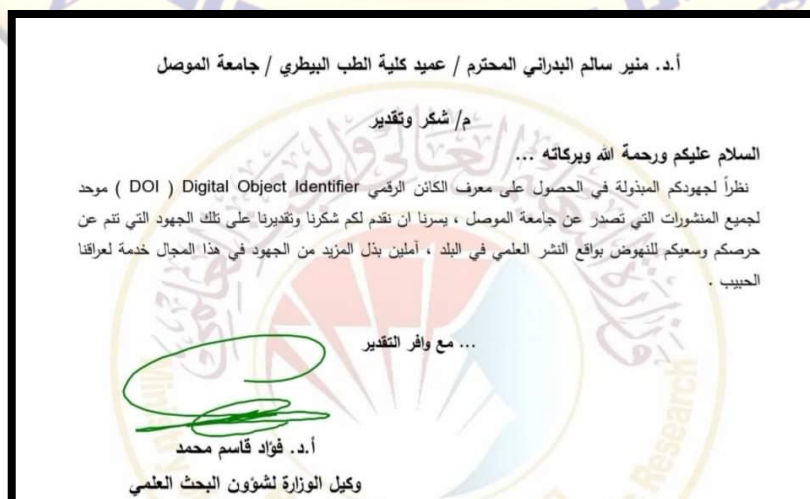 أ.د. منير سالم البدراني المحترم / عميد كلية الطب البيطري / جامعة الموصل
م/ شكر وتقدير
السلام عليكم ورحمة الله وبركاته ...
نظراً لجهودكم المبذولة في الحصول على معرف الكائن الرقمي DOI ) Digital Object Identifier ) موحد
لجميع المنشورات التي تصدر عن جامعة الموصل ، يسرنا ان نقدم لكم شكرنا وتقديرنا على تلك الجهود التي تنم عن
حرصكم وسعيكم للنهوض بواقع النشر العلمي في البلد ، آملين بذل المزيد من الجهود في هذا المجال خدمة لعراقنا
الحبيب .
... مع وافر التقدير
أ.د. فؤاد قاسم محمد
وكيل الوزارة لشؤون البحث العلمي